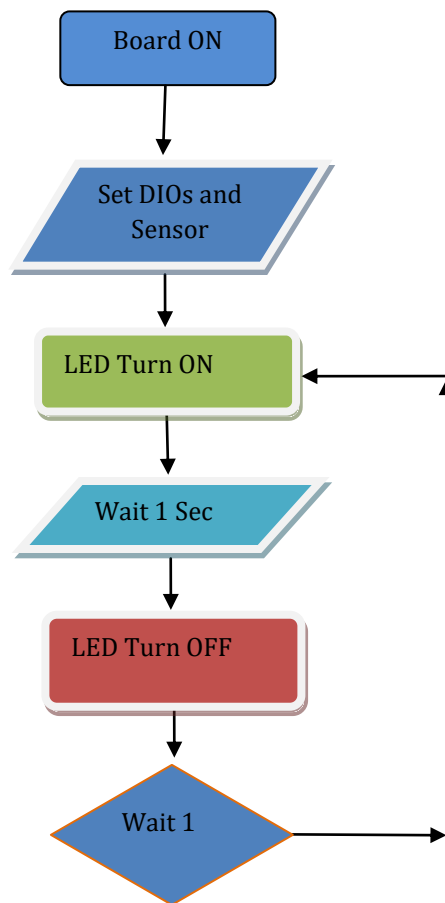 Board ON
Set DIOs and
Sensor
LED Turn ON
Wait 1 Sec
LED Turn OFF
Wait 1